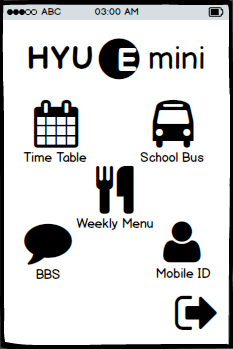 ABC 03:00 AM
HYU E mini
Time Table School Bus
Weekly Menu
BBS Mobile ID